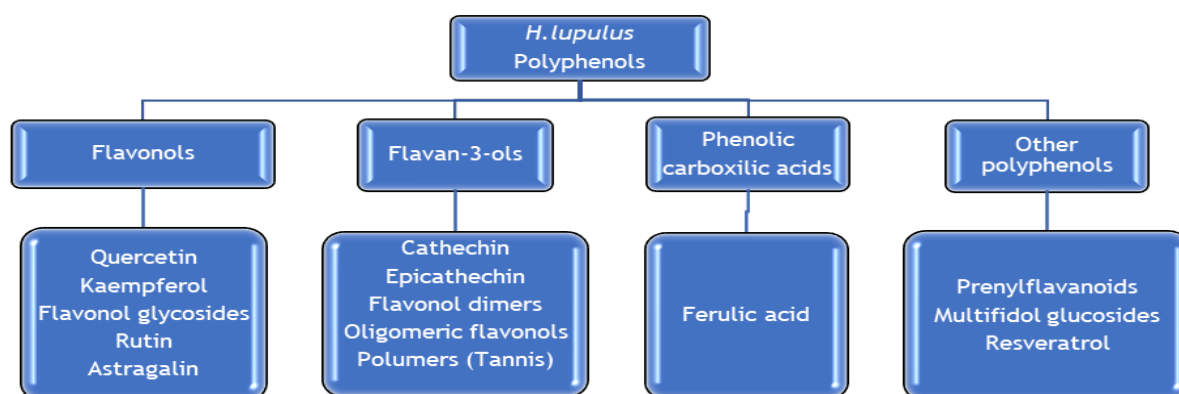 H.lupulus
Polyphenols
Flavonols
Flavan-3-ols
Phenolic
carboxilic acids
Other
polyphenols
Quercetin
Kaempferol
Flavonol glycosides
Rutin
Astragalin
Cathechin
Epicathechin
Flavonol dimers
Oligomeric flavonols
Polumers (Tannis)
Ferulic acid
Prenylflavanoids
Multifidol glucosides
Resveratrol